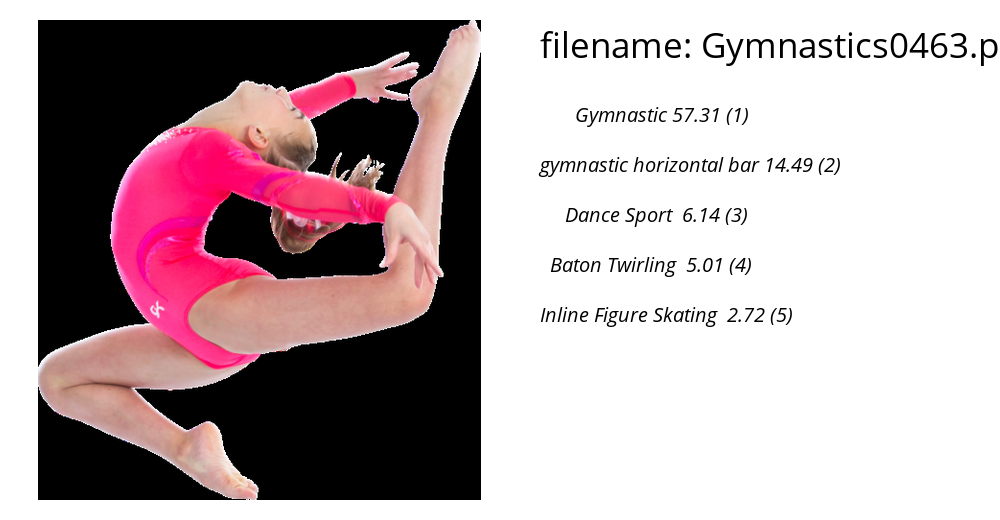 filename: Gymnastics0463.p
Gymnastic 57.31 (1)
gymnastic horizontal bar 14.49 (2)
Dance Sport 6.14 (3)
Baton Twirling 5.01 (4)
Inline Figure Skating 2.72 (5)
GK